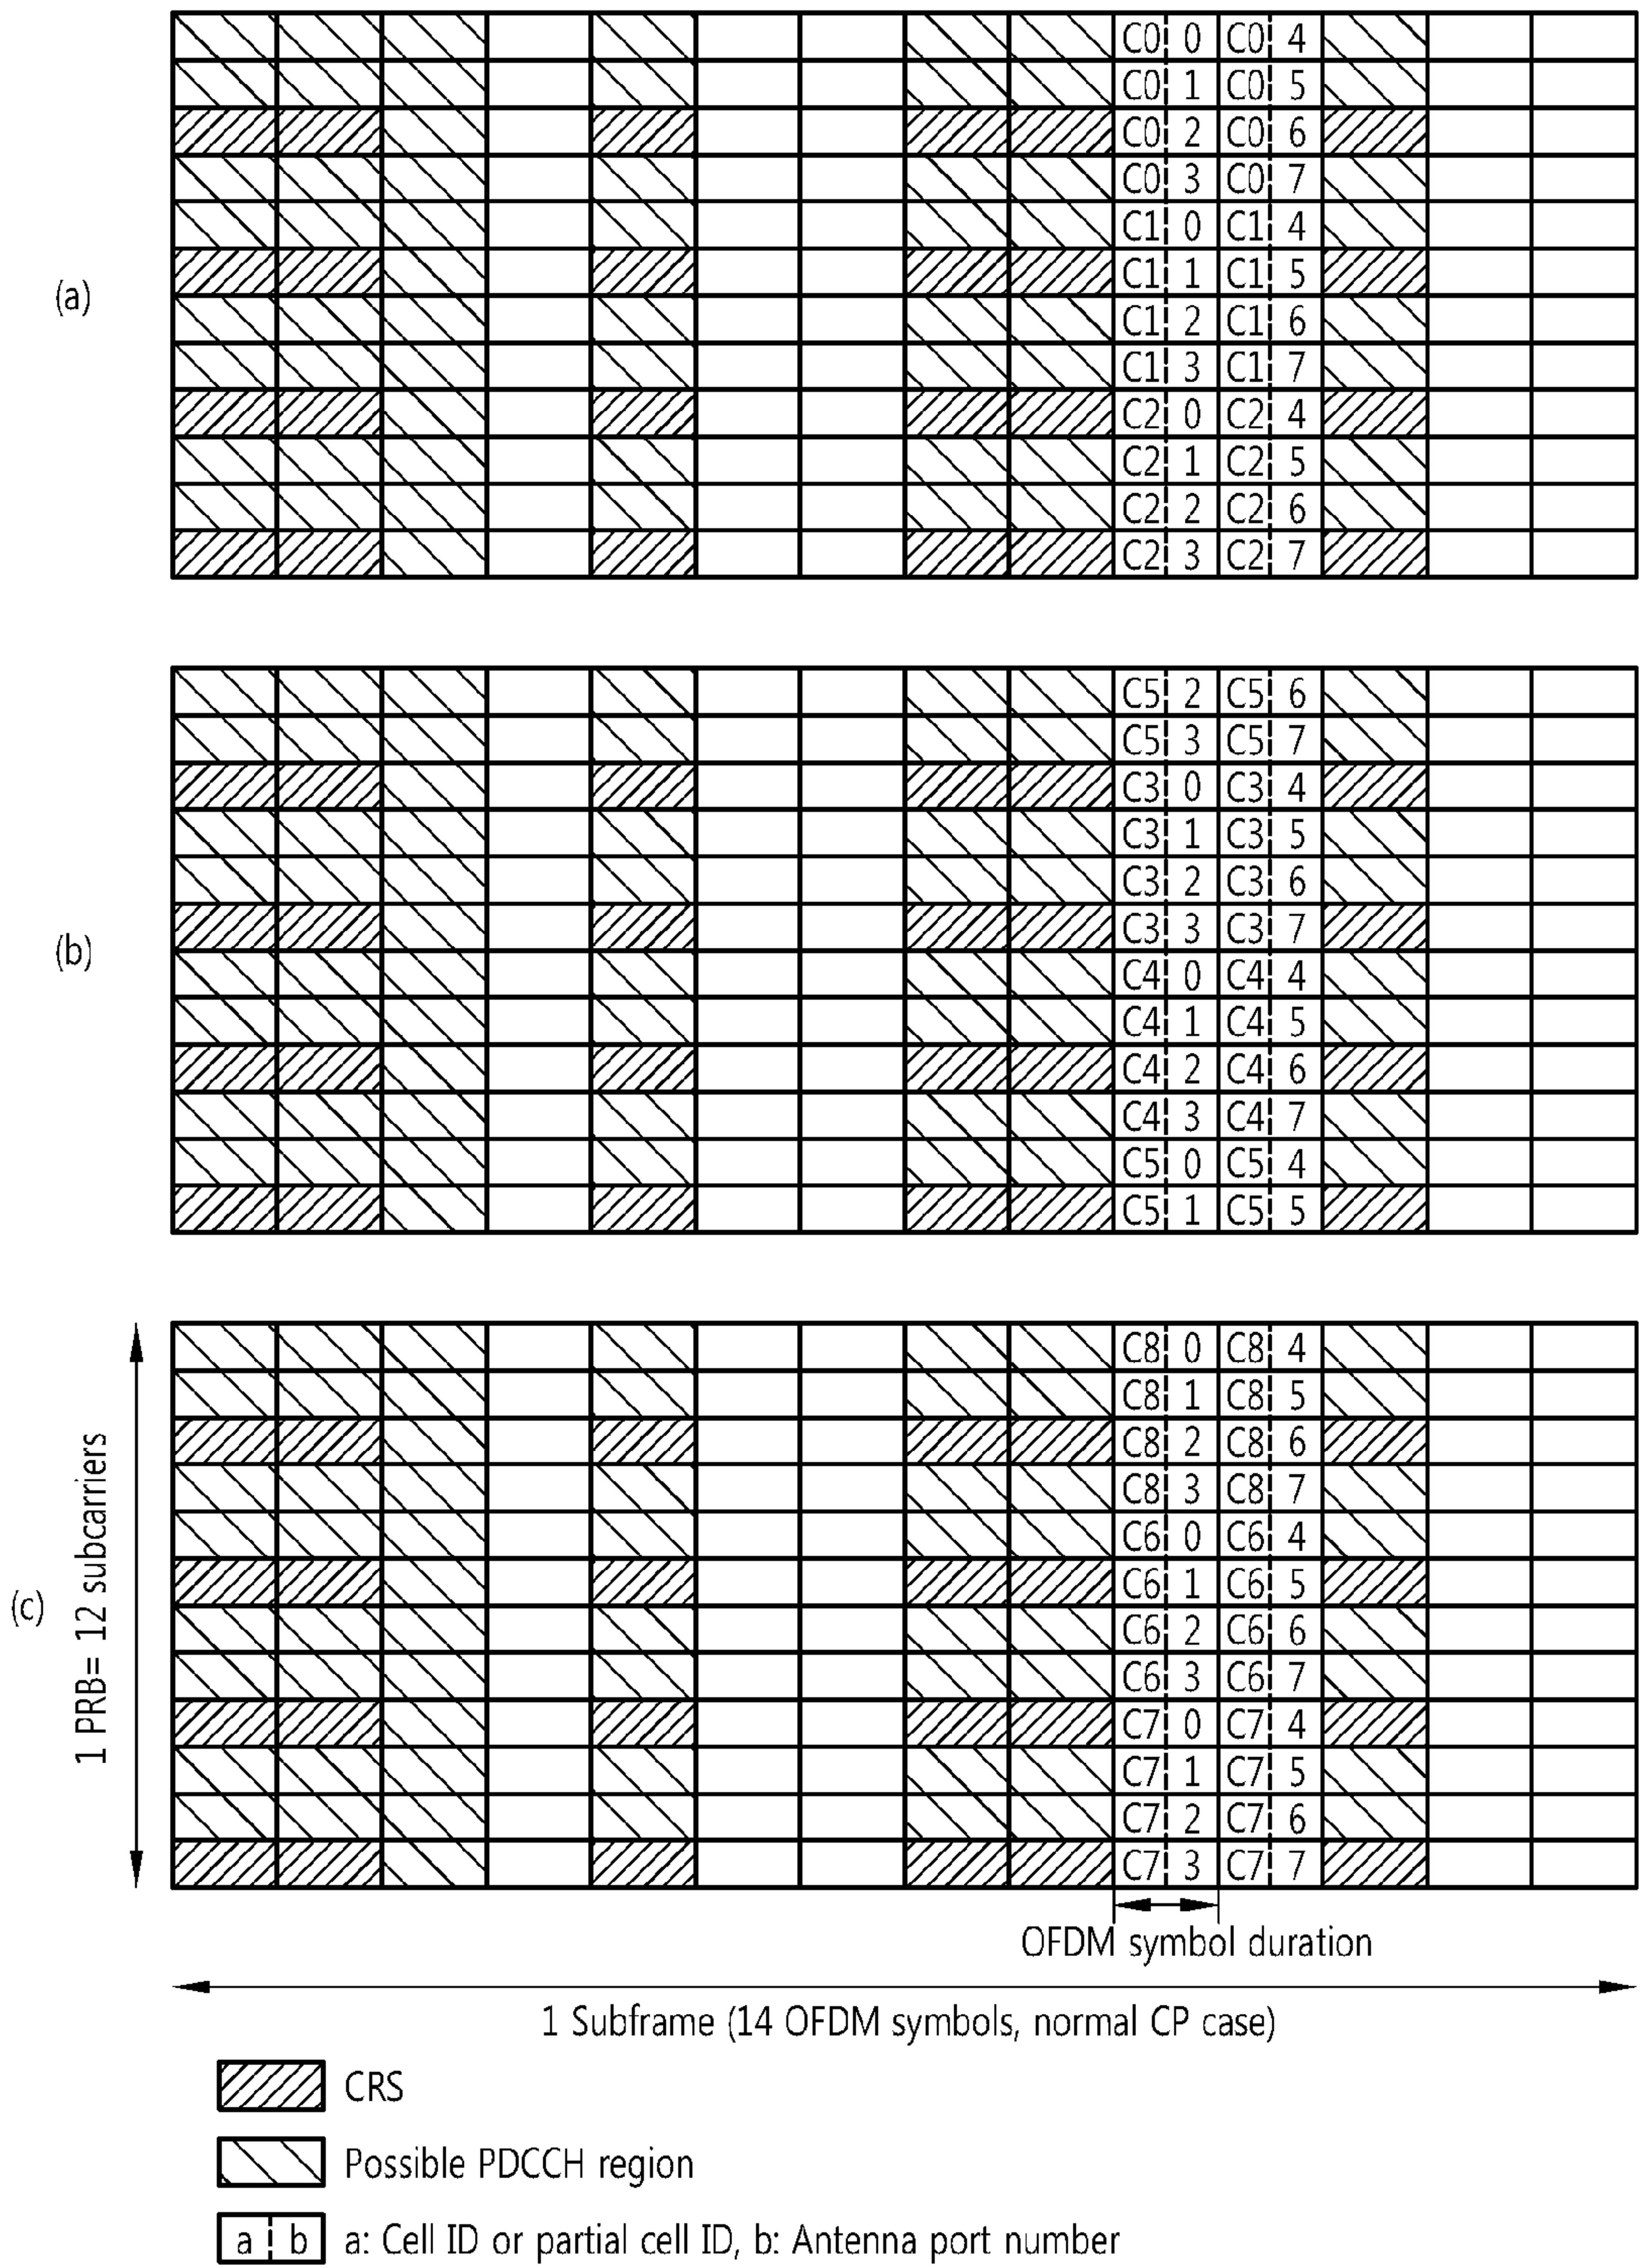 C0 0 C0 4
C0 1 C0 5
C0 2 C0 6
C0 3 C0 7
C1 0 C1 4
(a)
C1 1 C1 5
C1 2 C1 6
C1 3 C1 7
C2 0 C2 4
C2 1 C2 5
C2 2 C2 6
C2 3 C2 7
C5 2 C5 6
C5 3 C5 7
C3 0 C3 4
C3 1 C3 5
C3 2 C3 6
C3 3 C3 7
(b)
C4 0 C4 4
C4 1 C4 5
C4 2 C4 6
C4 3 C4 7
C5 0 C5 4
C5 1 C5 5
C8 0 C8 4
C8 1 C8 5
C8 2 C8 6
C8 3 C8 7
C6 0 C6 4
C6 1 C6 5
(c)
1 PRB= 12 subcarriers
C6 2 C6 6
C6 3 C6 7
C7 0 C7 4
C7 1 C7 5
C7 2 C7 6
C7 3 C7 7
OFDM symbol duration
1 Subframe (14 OFDM symbols, normal CP case)
CRS
Possible PDCCH region
a b a: Cell ID or partial cell ID, b: Antenna port number